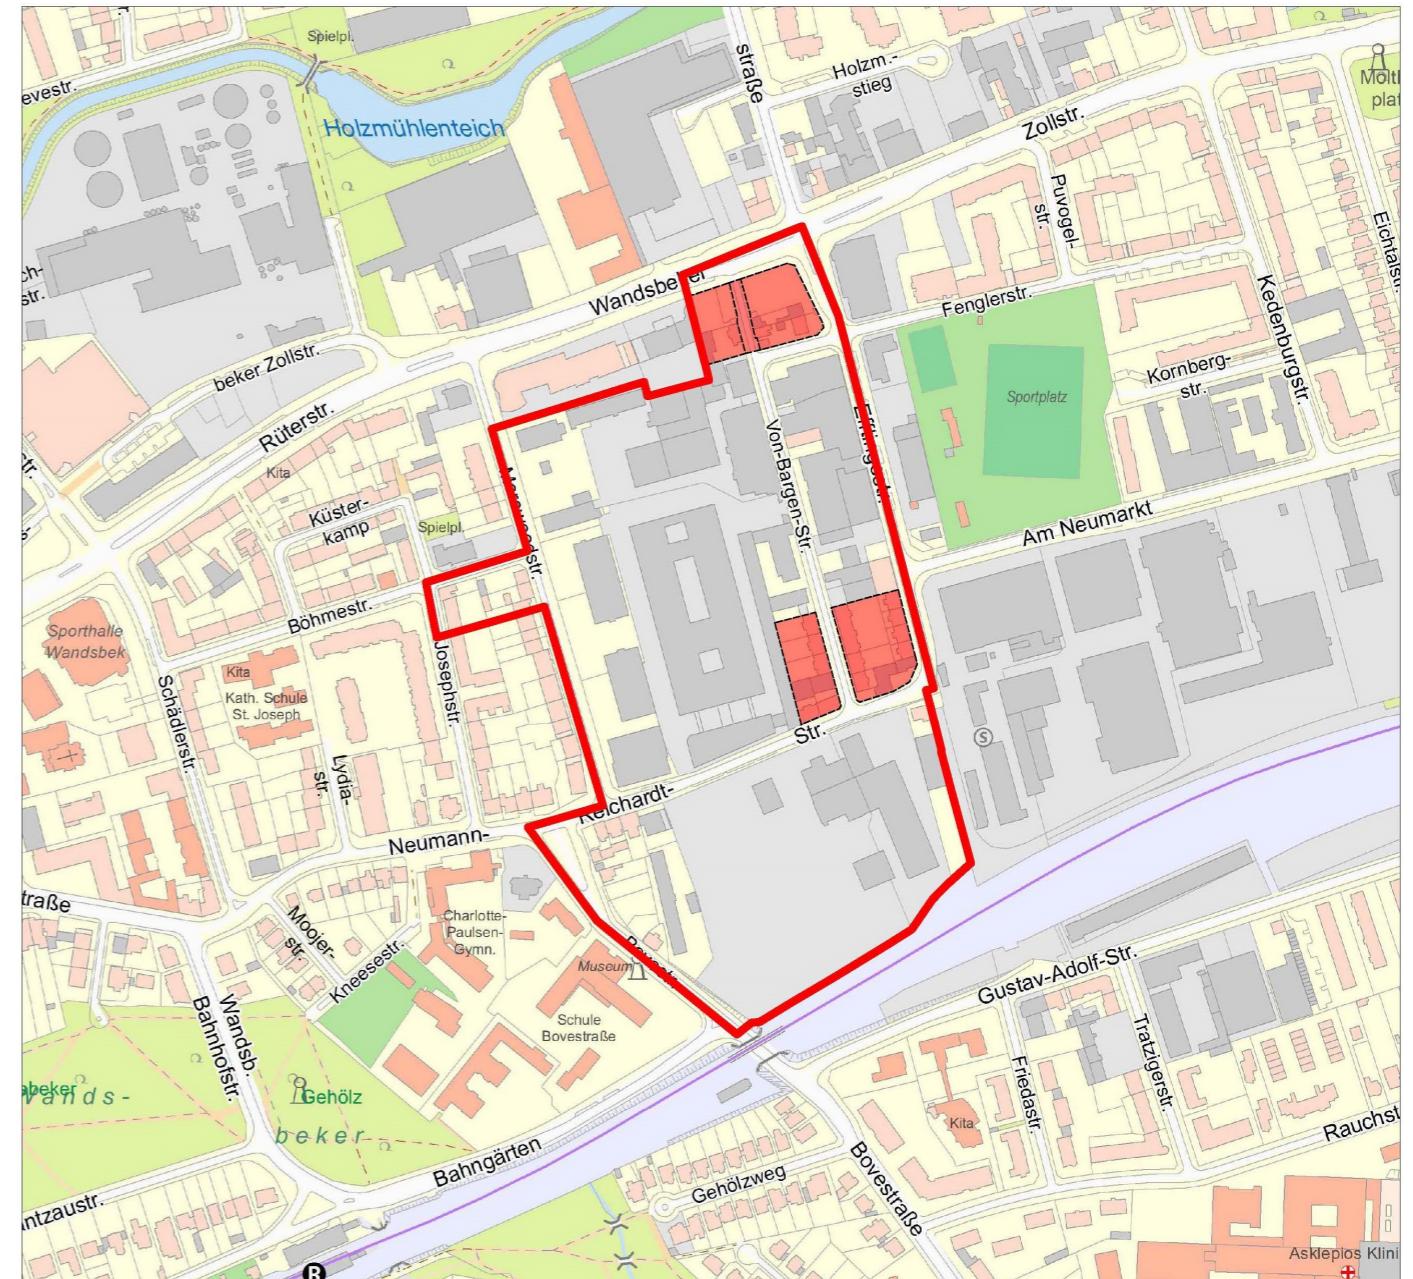 Spielpl.
evestr.
straße
Holzm.-
stieg
Holzmühlenteich
Zollstr.
Puvogel-
str.
Eichtalstr.
ch-
str.
Wandsbeker
Fenglerstr.
Kedenburgstr.
beker Zollstr.
Rüterstr.
Kornberg-
str.
Sportplatz
Kita
Küster-
kamp
Spielpl.
Von-Bargen-Str.
Am Neumarkt
Böhmestr.
Sporthalle
Wandsbek
Kita
Kath. Schule
St. Joseph
Josephstr.
Schädlerstr.
Lydia-
str.
Str.
S
Reichardt-
Neumann-
traße
Moojer-
str.
Kneesestr.
Charlotte-
Paulsen-
Gymn.
Museum
Schule
Bovestraße
Gustav-Adolf-Str.
Wandsb.
Bahnhofstr.
Tratzigerstr.
Friedastr.
Gehölz
beker
Kita
Rauchst
Bahngärten
Gehölzweg
Bovestraße
ntzaustr.
Asklepios Klini
R